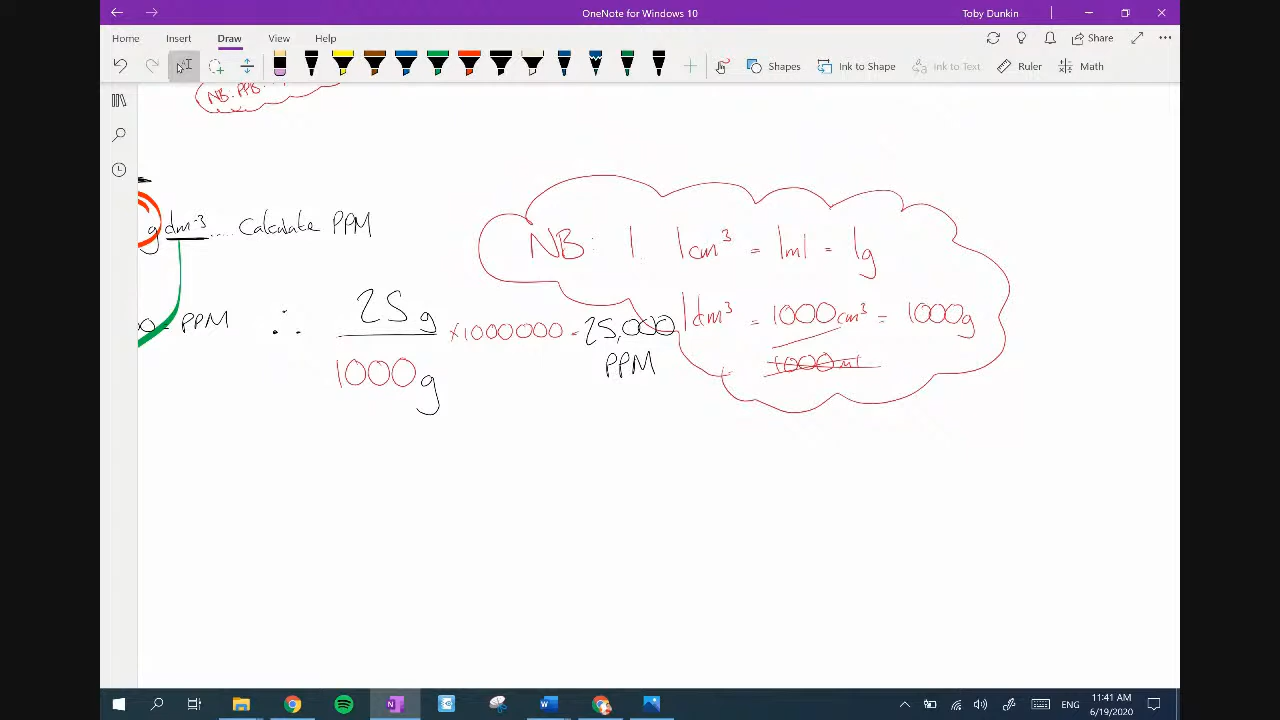 OneNote for Windows 10
Toby Dunkin
Home Insert Draw View Help
Share
Shapes Ink to Shape Ink to Text Ruler Math
NB. PPB.
g dm-3 .... Calculate PPM
NB: 1. 1cm³ = 1ml = 1g
1dm³ = 1000cm³ = 1000g
1000ml
= PPM ∴ 25g
1000g
×1000000 = 25,000
PPM
11:41 AM
ENG
6/19/2020